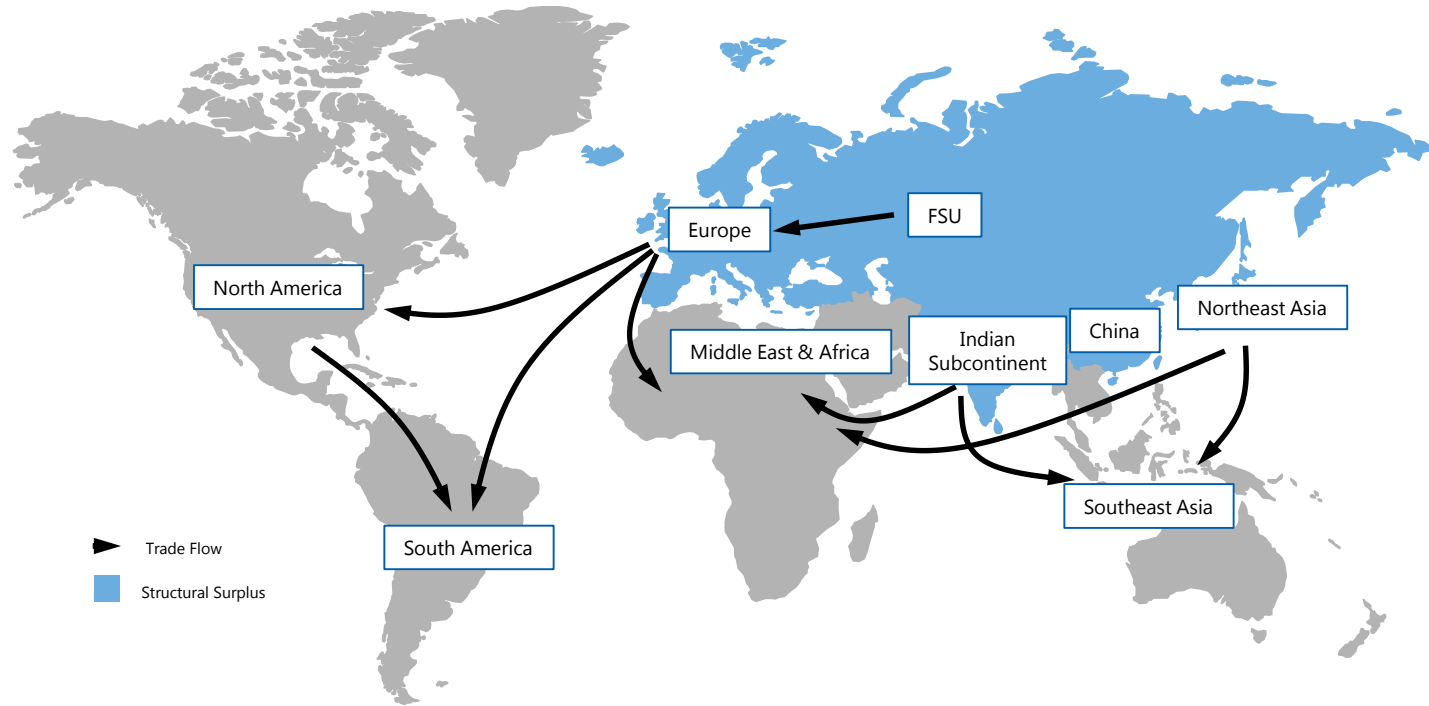 FSU
Europe
North America
Northeast Asia
China
Indian
Subcontinent
Middle East & Africa
Southeast Asia
South America
Trade Flow
Structural Surplus